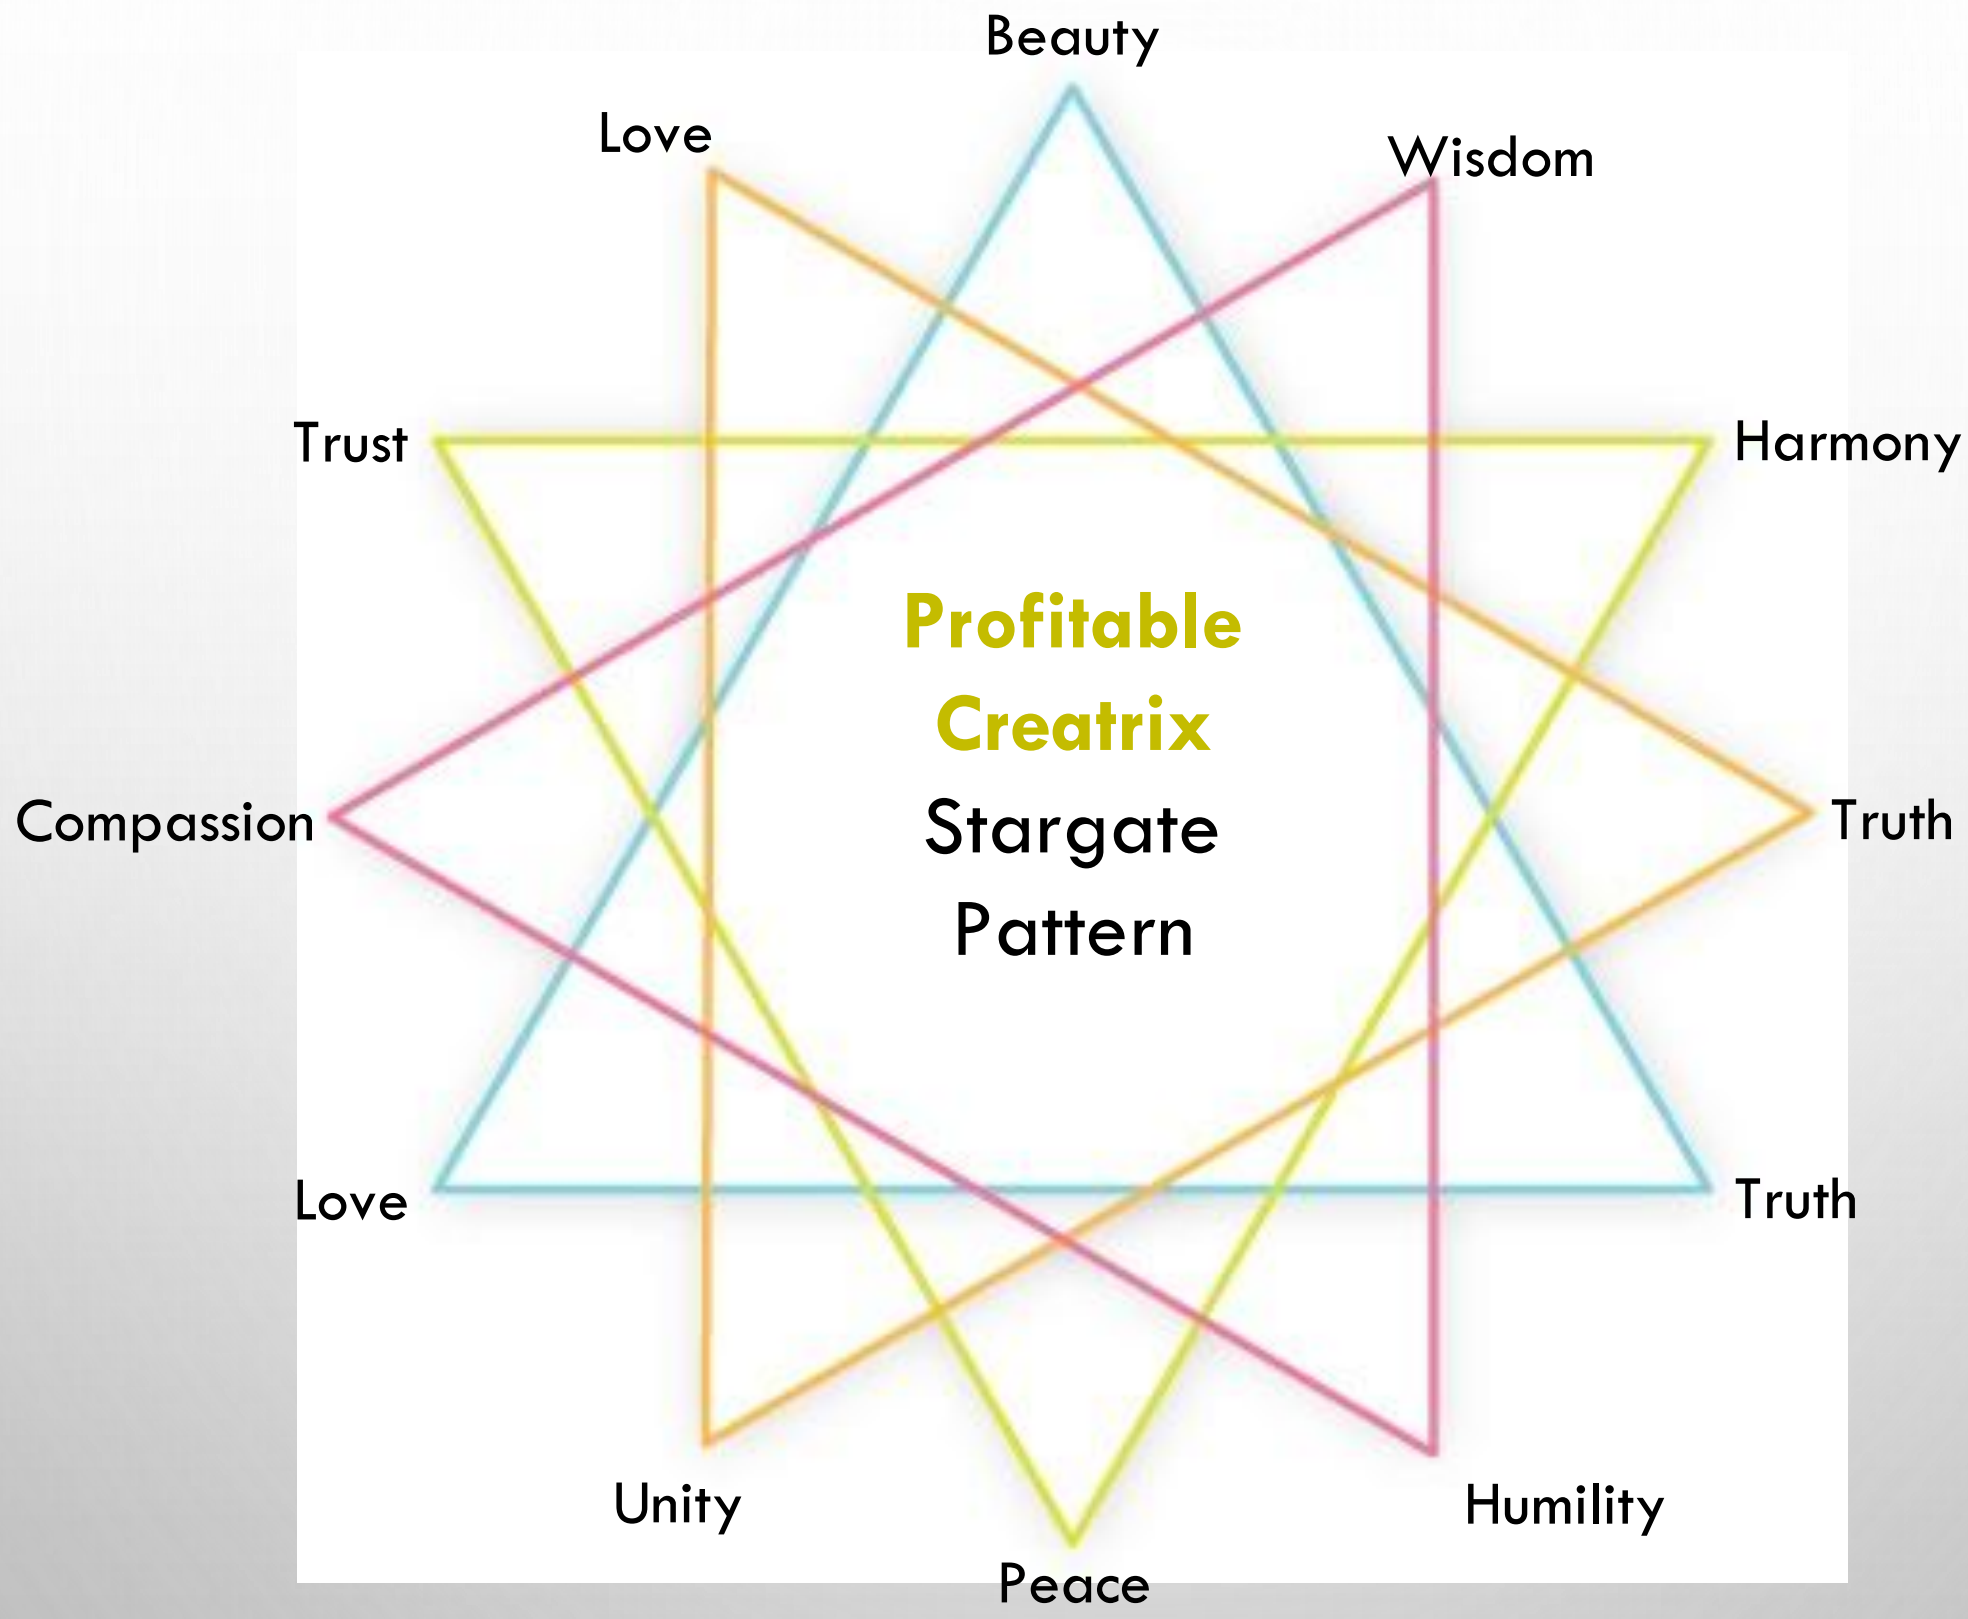 Beauty
Love
Wisdom
Trust
Harmony
Profitable
Creatrix
Stargate
Pattern
Compassion
Truth
Love
Truth
Unity
Humility
Peace